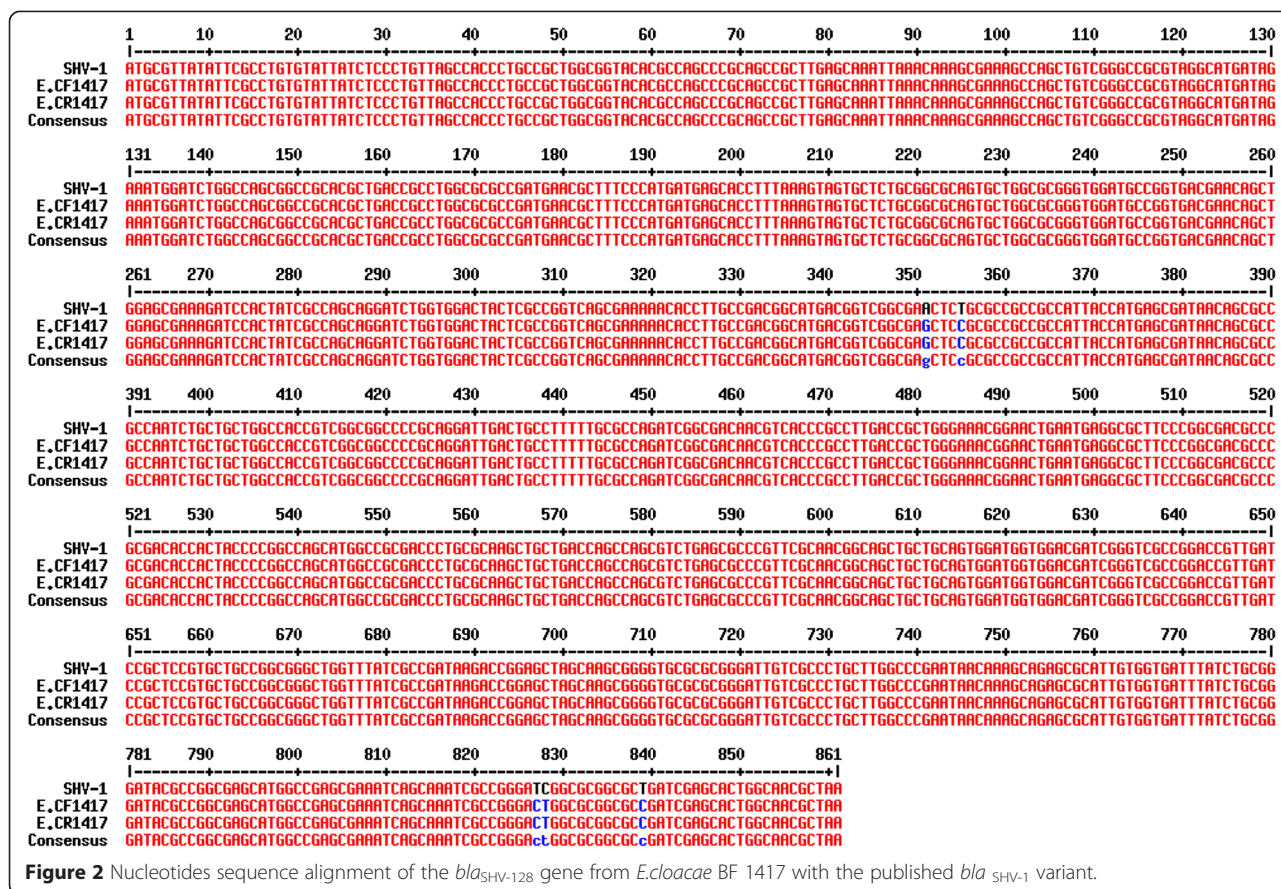 1 10 20 30 40 50 60 70 80 90 100 110 120 130
|--------+---------+---------+---------+---------+---------+---------+---------+---------+---------+---------+---------+---------|
SHV-1 ATGCGTTATATTCGCCTGTGTATTATCTCCCTGTTAGCCACCCTGCCGCTGGCGGTACACGCCAGCCCGCAGCCGCTTGAGCAAATTAAACAAAGCGAAAGCCAGCTGTCGGGCCGCGTAGGCATGATAG
E.CF1417 ATGCGTTATATTCGCCTGTGTATTATCTCCCTGTTAGCCACCCTGCCGCTGGCGGTACACGCCAGCCCGCAGCCGCTTGAGCAAATTAAACAAAGCGAAAGCCAGCTGTCGGGCCGCGTAGGCATGATAG
E.CR1417 ATGCGTTATATTCGCCTGTGTATTATCTCCCTGTTAGCCACCCTGCCGCTGGCGGTACACGCCAGCCCGCAGCCGCTTGAGCAAATTAAACAAAGCGAAAGCCAGCTGTCGGGCCGCGTAGGCATGATAG
Consensus ATGCGTTATATTCGCCTGTGTATTATCTCCCTGTTAGCCACCCTGCCGCTGGCGGTACACGCCAGCCCGCAGCCGCTTGAGCAAATTAAACAAAGCGAAAGCCAGCTGTCGGGCCGCGTAGGCATGATAG
131 140 150 160 170 180 190 200 210 220 230 240 250 260
|--------+---------+---------+---------+---------+---------+---------+---------+---------+---------+---------+---------+---------|
SHV-1 AAATGGATCTGGCCAGCGGCCGCACGCTGACCGCCTGGCGCGCCGATGAACGCTTTCCCATGATGAGCACCTTTAAAGTAGTGCTCTGCGGCGCAGTGCTGGCGCGGGTGGATGCCGGTGACGAACAGCT
E.CF1417 AAATGGATCTGGCCAGCGGCCGCACGCTGACCGCCTGGCGCGCCGATGAACGCTTTCCCATGATGAGCACCTTTAAAGTAGTGCTCTGCGGCGCAGTGCTGGCGCGGGTGGATGCCGGTGACGAACAGCT
E.CR1417 AAATGGATCTGGCCAGCGGCCGCACGCTGACCGCCTGGCGCGCCGATGAACGCTTTCCCATGATGAGCACCTTTAAAGTAGTGCTCTGCGGCGCAGTGCTGGCGCGGGTGGATGCCGGTGACGAACAGCT
Consensus AAATGGATCTGGCCAGCGGCCGCACGCTGACCGCCTGGCGCGCCGATGAACGCTTTCCCATGATGAGCACCTTTAAAGTAGTGCTCTGCGGCGCAGTGCTGGCGCGGGTGGATGCCGGTGACGAACAGCT
261 270 280 290 300 310 320 330 340 350 360 370 380 390
|--------+---------+---------+---------+---------+---------+---------+---------+---------+---------+---------+---------+---------|
SHV-1 GGAGCGAAAGATCCACTATCGCCAGCAGGATCTGGTGGACTACTCGCCGGTCAGCGAAAAACACCTTGCCGACGGCATGACGGTCGGCGAACTCTGCGCCGCCGCCATTACCATGAGCGATAACAGCGCC
E.CF1417 GGAGCGAAAGATCCACTATCGCCAGCAGGATCTGGTGGACTACTCGCCGGTCAGCGAAAAACACCTTGCCGACGGCATGACGGTCGGCGAGCTCCGCGCCGCCGCCATTACCATGAGCGATAACAGCGCC
E.CR1417 GGAGCGAAAGATCCACTATCGCCAGCAGGATCTGGTGGACTACTCGCCGGTCAGCGAAAAACACCTTGCCGACGGCATGACGGTCGGCGAGCTCCGCGCCGCCGCCATTACCATGAGCGATAACAGCGCC
Consensus GGAGCGAAAGATCCACTATCGCCAGCAGGATCTGGTGGACTACTCGCCGGTCAGCGAAAAACACCTTGCCGACGGCATGACGGTCGGCGAgCTCcGCGCCGCCGCCATTACCATGAGCGATAACAGCGCC
391 400 410 420 430 440 450 460 470 480 490 500 510 520
|--------+---------+---------+---------+---------+---------+---------+---------+---------+---------+---------+---------+---------|
SHV-1 GCCAATCTGCTGCTGGCCACCGTCGGCGGCCCCGCAGGATTGACTGCCTTTTTGCGCCAGATCGGCGACAACGTCACCCGCCTTGACCGCTGGGAAACGGAACTGAATGAGGCGCTTCCCGGCGACGCCC
E.CF1417 GCCAATCTGCTGCTGGCCACCGTCGGCGGCCCCGCAGGATTGACTGCCTTTTTGCGCCAGATCGGCGACAACGTCACCCGCCTTGACCGCTGGGAAACGGAACTGAATGAGGCGCTTCCCGGCGACGCCC
E.CR1417 GCCAATCTGCTGCTGGCCACCGTCGGCGGCCCCGCAGGATTGACTGCCTTTTTGCGCCAGATCGGCGACAACGTCACCCGCCTTGACCGCTGGGAAACGGAACTGAATGAGGCGCTTCCCGGCGACGCCC
Consensus GCCAATCTGCTGCTGGCCACCGTCGGCGGCCCCGCAGGATTGACTGCCTTTTTGCGCCAGATCGGCGACAACGTCACCCGCCTTGACCGCTGGGAAACGGAACTGAATGAGGCGCTTCCCGGCGACGCCC
521 530 540 550 560 570 580 590 600 610 620 630 640 650
|--------+---------+---------+---------+---------+---------+---------+---------+---------+---------+---------+---------+---------|
SHV-1 GCGACACCACTACCCCGGCCAGCATGGCCGCGACCCTGCGCAAGCTGCTGACCAGCCAGCGTCTGAGCGCCCGTTCGCAACGGCAGCTGCTGCAGTGGATGGTGGACGATCGGGTCGCCGGACCGTTGAT
E.CF1417 GCGACACCACTACCCCGGCCAGCATGGCCGCGACCCTGCGCAAGCTGCTGACCAGCCAGCGTCTGAGCGCCCGTTCGCAACGGCAGCTGCTGCAGTGGATGGTGGACGATCGGGTCGCCGGACCGTTGAT
E.CR1417 GCGACACCACTACCCCGGCCAGCATGGCCGCGACCCTGCGCAAGCTGCTGACCAGCCAGCGTCTGAGCGCCCGTTCGCAACGGCAGCTGCTGCAGTGGATGGTGGACGATCGGGTCGCCGGACCGTTGAT
Consensus GCGACACCACTACCCCGGCCAGCATGGCCGCGACCCTGCGCAAGCTGCTGACCAGCCAGCGTCTGAGCGCCCGTTCGCAACGGCAGCTGCTGCAGTGGATGGTGGACGATCGGGTCGCCGGACCGTTGAT
651 660 670 680 690 700 710 720 730 740 750 760 770 780
|--------+---------+---------+---------+---------+---------+---------+---------+---------+---------+---------+---------+---------|
SHV-1 CCGCTCCGTGCTGCCGGCGGGCTGGTTTATCGCCGATAAGACCGGAGCTAGCAAGCGGGGTGCGCGCGGGATTGTCGCCCTGCTTGGCCCGAATAACAAAGCAGAGCGCATTGTGGTGATTTATCTGCGG
E.CF1417 CCGCTCCGTGCTGCCGGCGGGCTGGTTTATCGCCGATAAGACCGGAGCTAGCAAGCGGGGTGCGCGCGGGATTGTCGCCCTGCTTGGCCCGAATAACAAAGCAGAGCGCATTGTGGTGATTTATCTGCGG
E.CR1417 CCGCTCCGTGCTGCCGGCGGGCTGGTTTATCGCCGATAAGACCGGAGCTAGCAAGCGGGGTGCGCGCGGGATTGTCGCCCTGCTTGGCCCGAATAACAAAGCAGAGCGCATTGTGGTGATTTATCTGCGG
Consensus CCGCTCCGTGCTGCCGGCGGGCTGGTTTATCGCCGATAAGACCGGAGCTAGCAAGCGGGGTGCGCGCGGGATTGTCGCCCTGCTTGGCCCGAATAACAAAGCAGAGCGCATTGTGGTGATTTATCTGCGG
781 790 800 810 820 830 840 850 861
|--------+---------+---------+---------+---------+---------+---------+---------+|
SHV-1 GATACGCCGGCGAGCATGGCCGAGCGAAATCAGCAAATCGCCGGGATCGGCGCGGCGCTGATCGAGCACTGGCAACGCTAA
E.CF1417 GATACGCCGGCGAGCATGGCCGAGCGAAATCAGCAAATCGCCGGGACTGGCGCGGCGCCGATCGAGCACTGGCAACGCTAA
E.CR1417 GATACGCCGGCGAGCATGGCCGAGCGAAATCAGCAAATCGCCGGGACTGGCGCGGCGCCGATCGAGCACTGGCAACGCTAA
Consensus GATACGCCGGCGAGCATGGCCGAGCGAAATCAGCAAATCGCCGGGActGGCGCGGCGCcGATCGAGCACTGGCAACGCTAA
Figure 2 Nucleotides sequence alignment of the blaSHV-128 gene from E.cloacae BF 1417 with the published bla SHV-1 variant.